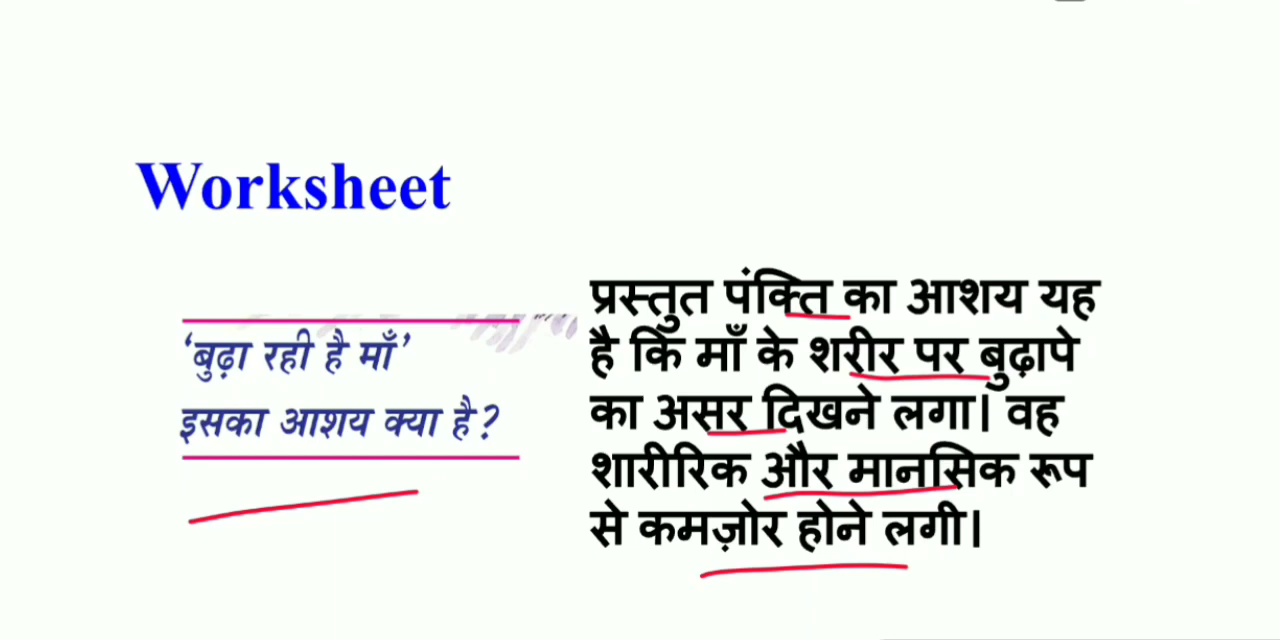 Worksheet
‘बुढ़ा रही है माँ’
इसका आशय क्या है?
प्रस्तुत पंक्ति का आशय यह
है कि माँ के शरीर पर बुढ़ापे
का असर दिखने लगा। वह
शारीरिक और मानसिक रूप
से कमज़ोर होने लगी।